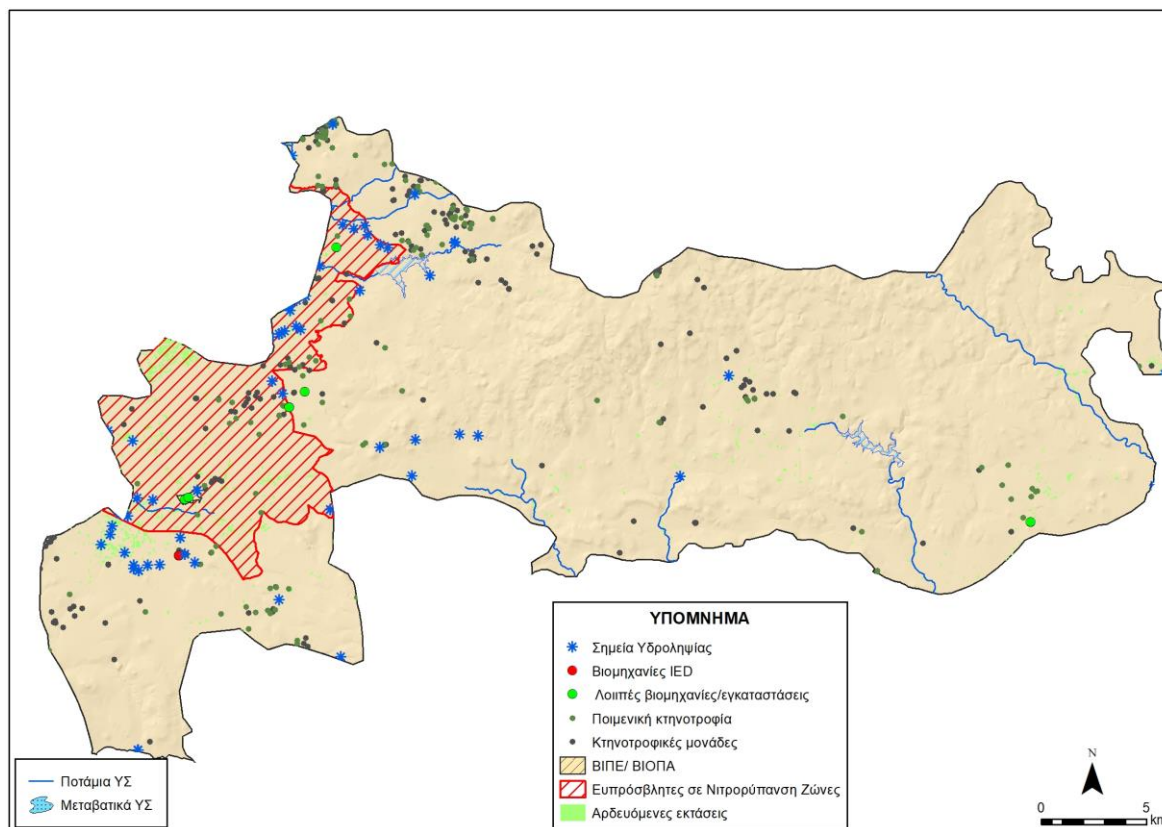 ΥΠΟΜΝΗΜΑ
Σημεία Υδροληψίας
Βιομηχανίες IED
Λοιπές βιομηχανίες/εγκαταστάσεις
Ποιμενική κτηνοτροφία
Κτηνοτροφικές μονάδες
ΒΙΠΕ/ ΒΙΟΠΑ
Ευπρόσβλητες σε Νιτρορύπανση Ζώνες
Αρδευόμενες εκτάσεις
Ποτάμια ΥΣ
Μεταβατικά ΥΣ
N
0 5
km